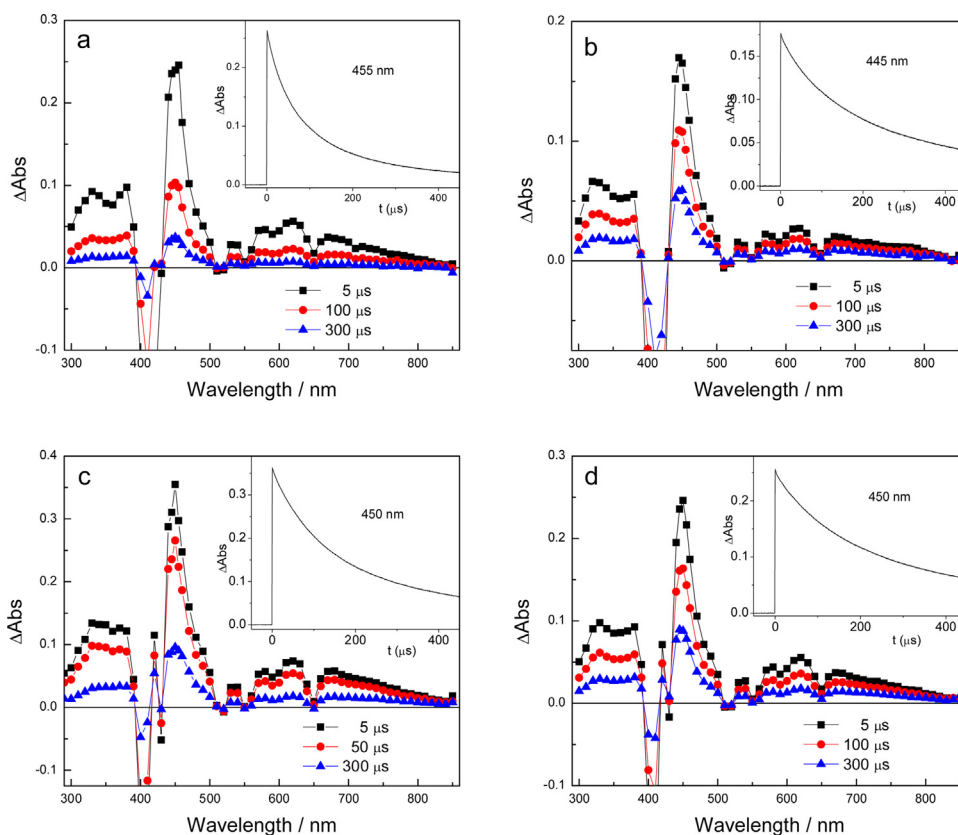 a
0.3
0.2
0.1
0.0
-0.1
ΔAbs
300 400 500 600 700 800
Wavelength / nm
5 μs
100 μs
300 μs
455 nm
0.2
0.1
0.0
ΔAbs
0 200 400
t (μs)
b
0.2
0.1
0.0
ΔAbs
300 400 500 600 700 800
Wavelength / nm
5 μs
100 μs
300 μs
445 nm
0.15
0.10
0.05
0.00
ΔAbs
0 200 400
t (μs)
c
0.4
0.3
0.2
0.1
0.0
-0.1
ΔAbs
300 400 500 600 700 800
Wavelength / nm
5 μs
50 μs
300 μs
450 nm
0.3
0.2
0.1
0.0
ΔAbs
0 200 400
t (μs)
d
0.3
0.2
0.1
0.0
-0.1
ΔAbs
300 400 500 600 700 800
Wavelength / nm
5 μs
100 μs
300 μs
450 nm
0.2
0.1
0.0
ΔAbs
0 200 400
t (μs)